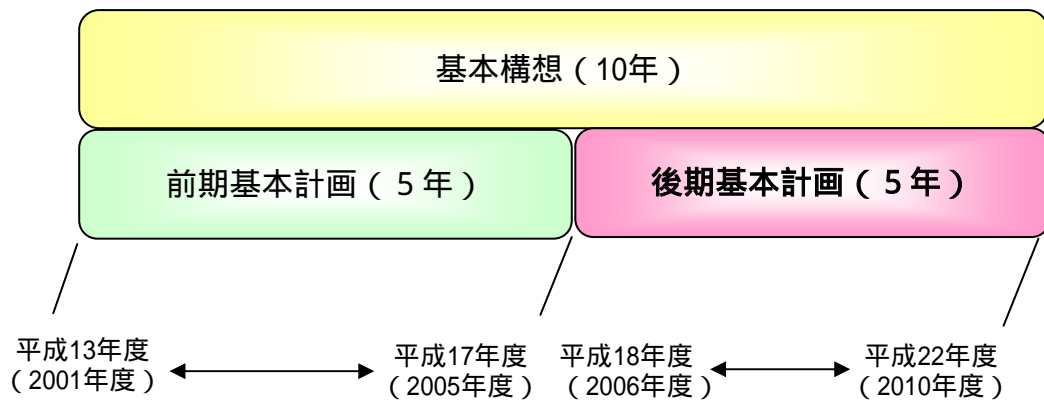 基本構想（10年）
前期基本計画（５年）
後期基本計画（５年）
平成13年度
（2001年度）
平成17年度
（2005年度）
平成18年度
（2006年度）
平成22年度
（2010年度）